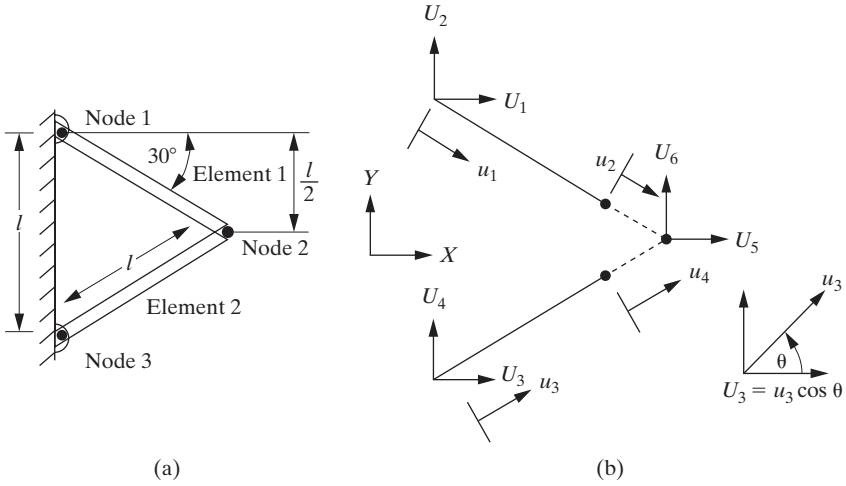 Node 1
30°
Element 1
l
l/2
l
Node 2
Element 2
Node 3
(a)
U2
U1
u1
u2
U6
Y
X
U5
u4
U4
U3
u3
u3
θ
U3 = u3 cos θ
(b)